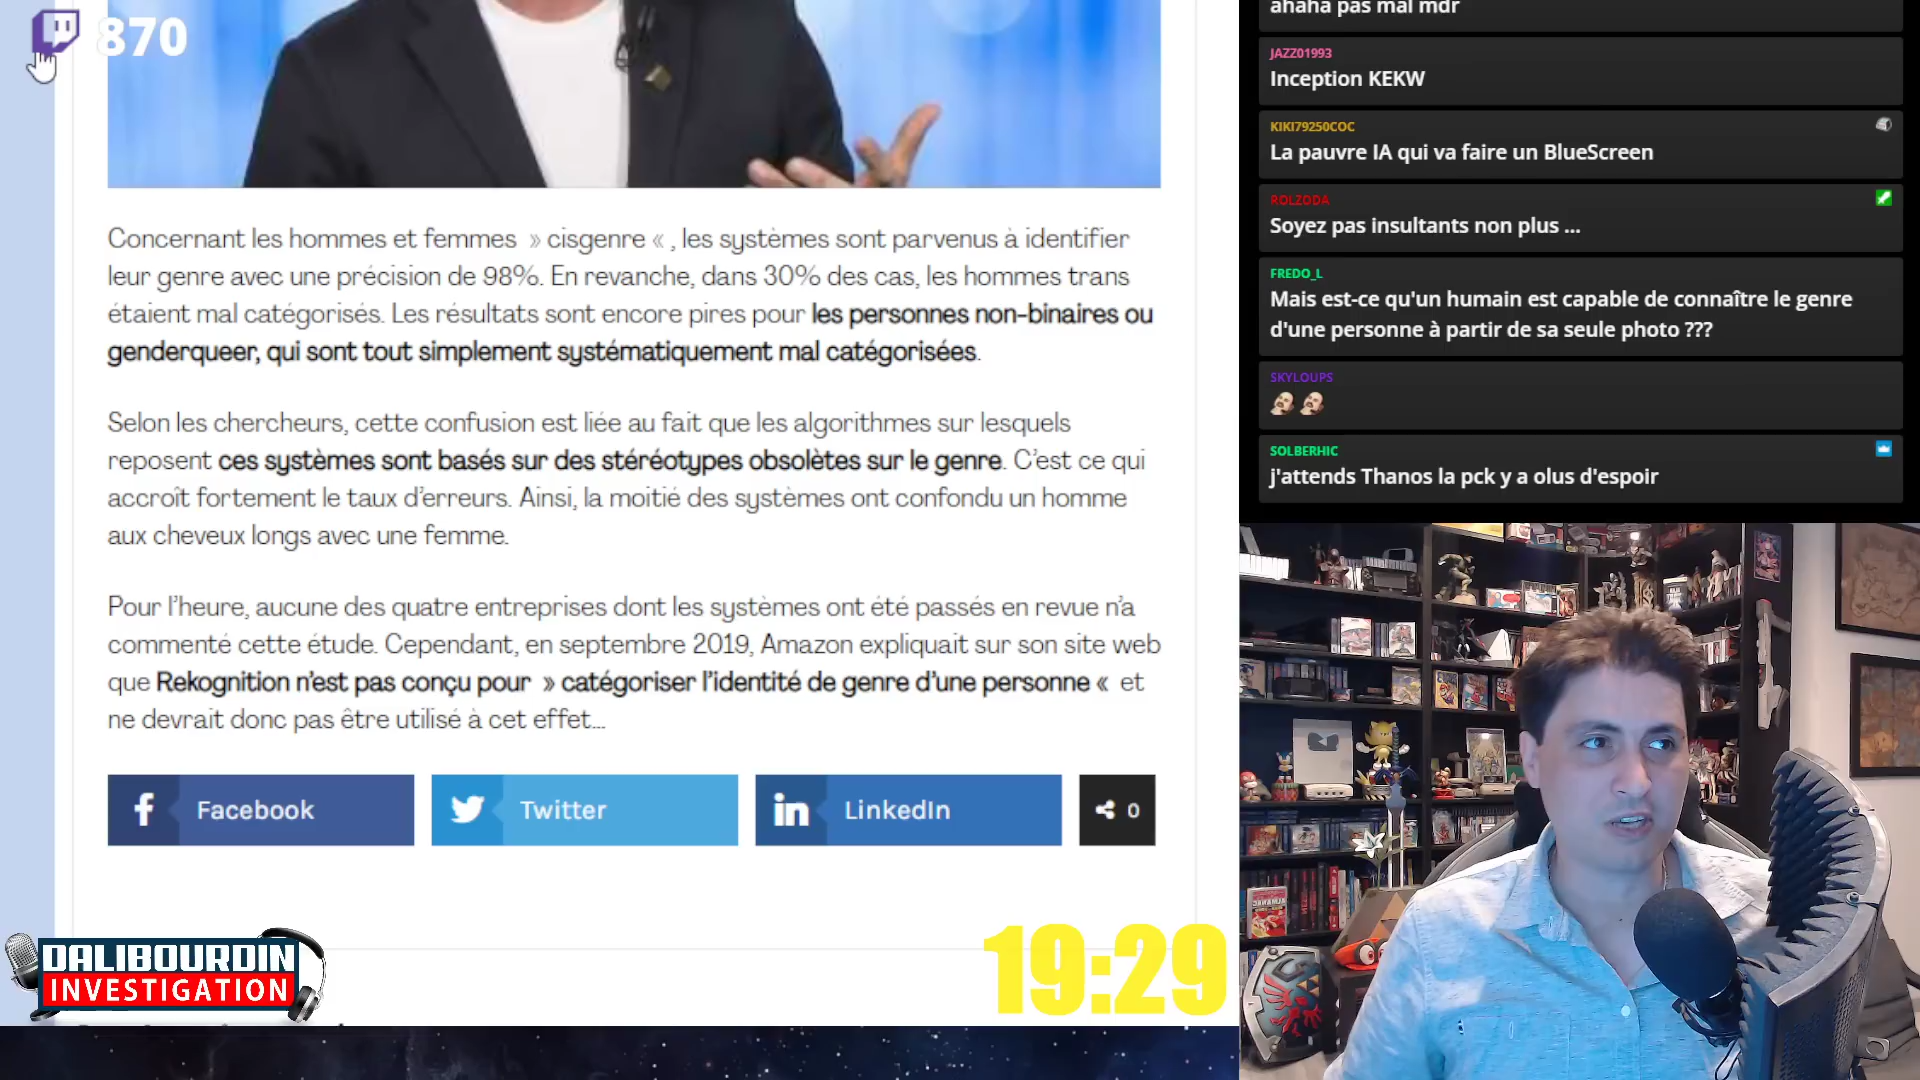 870
Concernant les hommes et femmes  » cisgenre « , les systèmes sont parvenus à identifier
leur genre avec une précision de 98%. En revanche, dans 30% des cas, les hommes trans
étaient mal catégorisés. Les résultats sont encore pires pour les personnes non-binaires ou
genderqueer, qui sont tout simplement systématiquement mal catégorisées.
Selon les chercheurs, cette confusion est liée au fait que les algorithmes sur lesquels
reposent ces systèmes sont basés sur des stéréotypes obsolètes sur le genre. C’est ce qui
accroît fortement le taux d’erreurs. Ainsi, la moitié des systèmes ont confondu un homme
aux cheveux longs avec une femme.
Pour l’heure, aucune des quatre entreprises dont les systèmes ont été passés en revue n’a
commenté cette étude. Cependant, en septembre 2019, Amazon expliquait sur son site web
que Rekognition n’est pas conçu pour  » catégoriser l’identité de genre d’une personne «  et
ne devrait donc pas être utilisé à cet effet…
Facebook
Twitter
LinkedIn
0
DALIBOURDIN
INVESTIGATION
19:29
ahaha pas mal mdr
JAZZ01993
Inception KEKW
KIKI79250COC
La pauvre IA qui va faire un BlueScreen
ROLZODA
Soyez pas insultants non plus ...
FREDO_L
Mais est-ce qu'un humain est capable de connaître le genre
d'une personne à partir de sa seule photo ???
SKYLOUPS
SOLBERHIC
j'attends Thanos la pck y a olus d'espoir